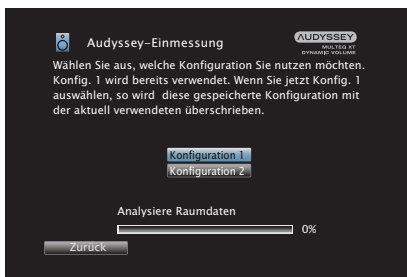 Audyssey-Einmessung
AUDYSSEY
MULTEQ XT
DYNAMIC VOLUME
Wählen Sie aus, welche Konfiguration Sie nutzen möchten.
Konfig. 1 wird bereits verwendet. Wenn Sie jetzt Konfig. 1
auswählen, so wird diese gespeicherte Konfiguration mit
der aktuell verwendeten überschrieben.
Konfiguration 1
Konfiguration 2
Analysiere Raumdaten
0%
Zurück